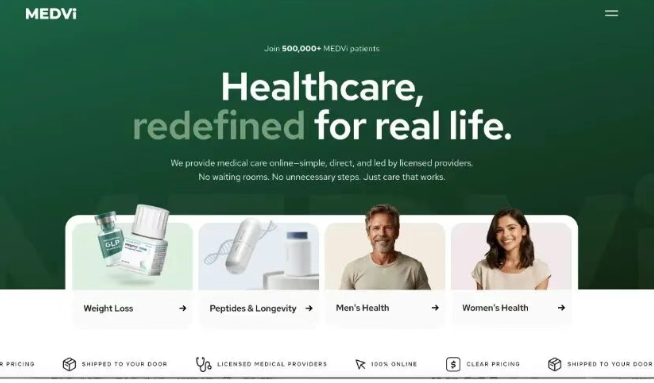 MEDVi
Join 500,000+ MEDVi patients
Healthcare,
redefined for real life.
We provide medical care online—simple, direct, and led by licensed providers.
No waiting rooms. No unnecessary steps. Just care that works.
GLP
Weight Loss
Peptides & Longevity
Men's Health
Women's Health
R PRICING
SHIPPED TO YOUR DOOR
LICENSED MEDICAL PROVIDERS
100% ONLINE
CLEAR PRICING
SHIPPED TO YOUR DOOR